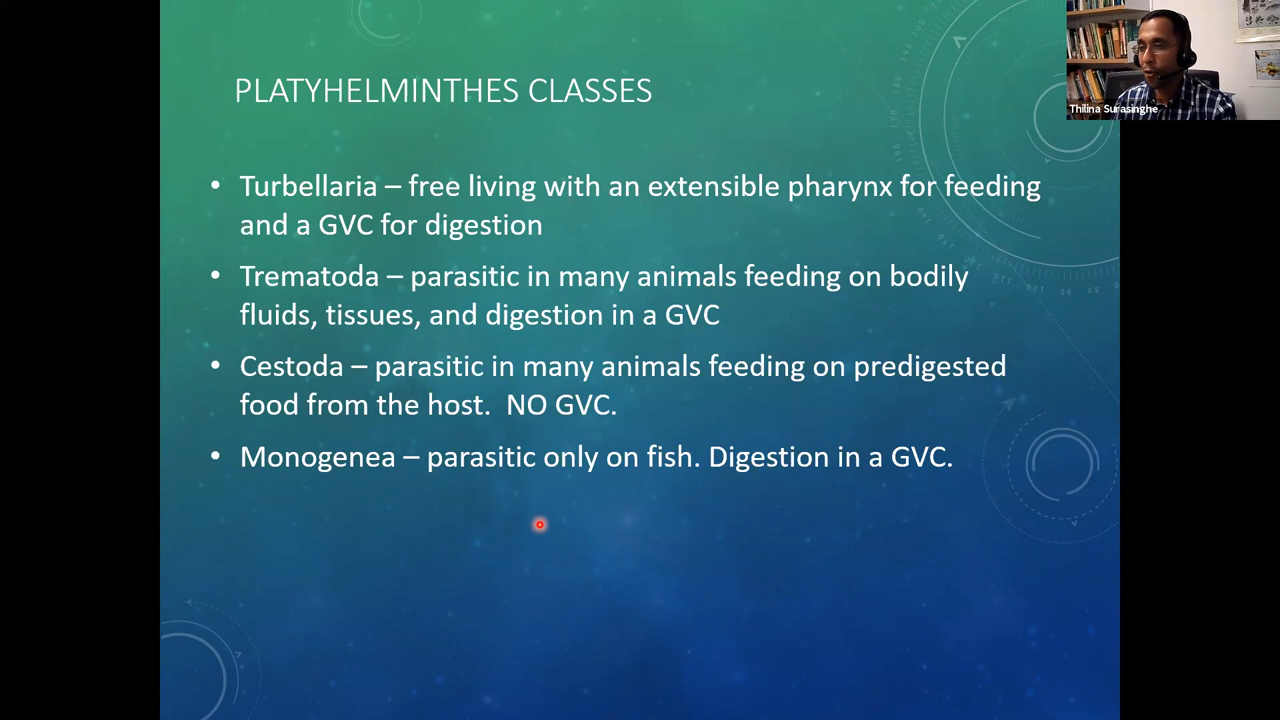 PLATYHELMINTHES CLASSES
Thilina Surasinghe
• Turbellaria – free living with an extensible pharynx for feeding
and a GVC for digestion
• Trematoda – parasitic in many animals feeding on bodily
fluids, tissues, and digestion in a GVC
• Cestoda – parasitic in many animals feeding on predigested
food from the host.  NO GVC.
• Monogenea – parasitic only on fish. Digestion in a GVC.